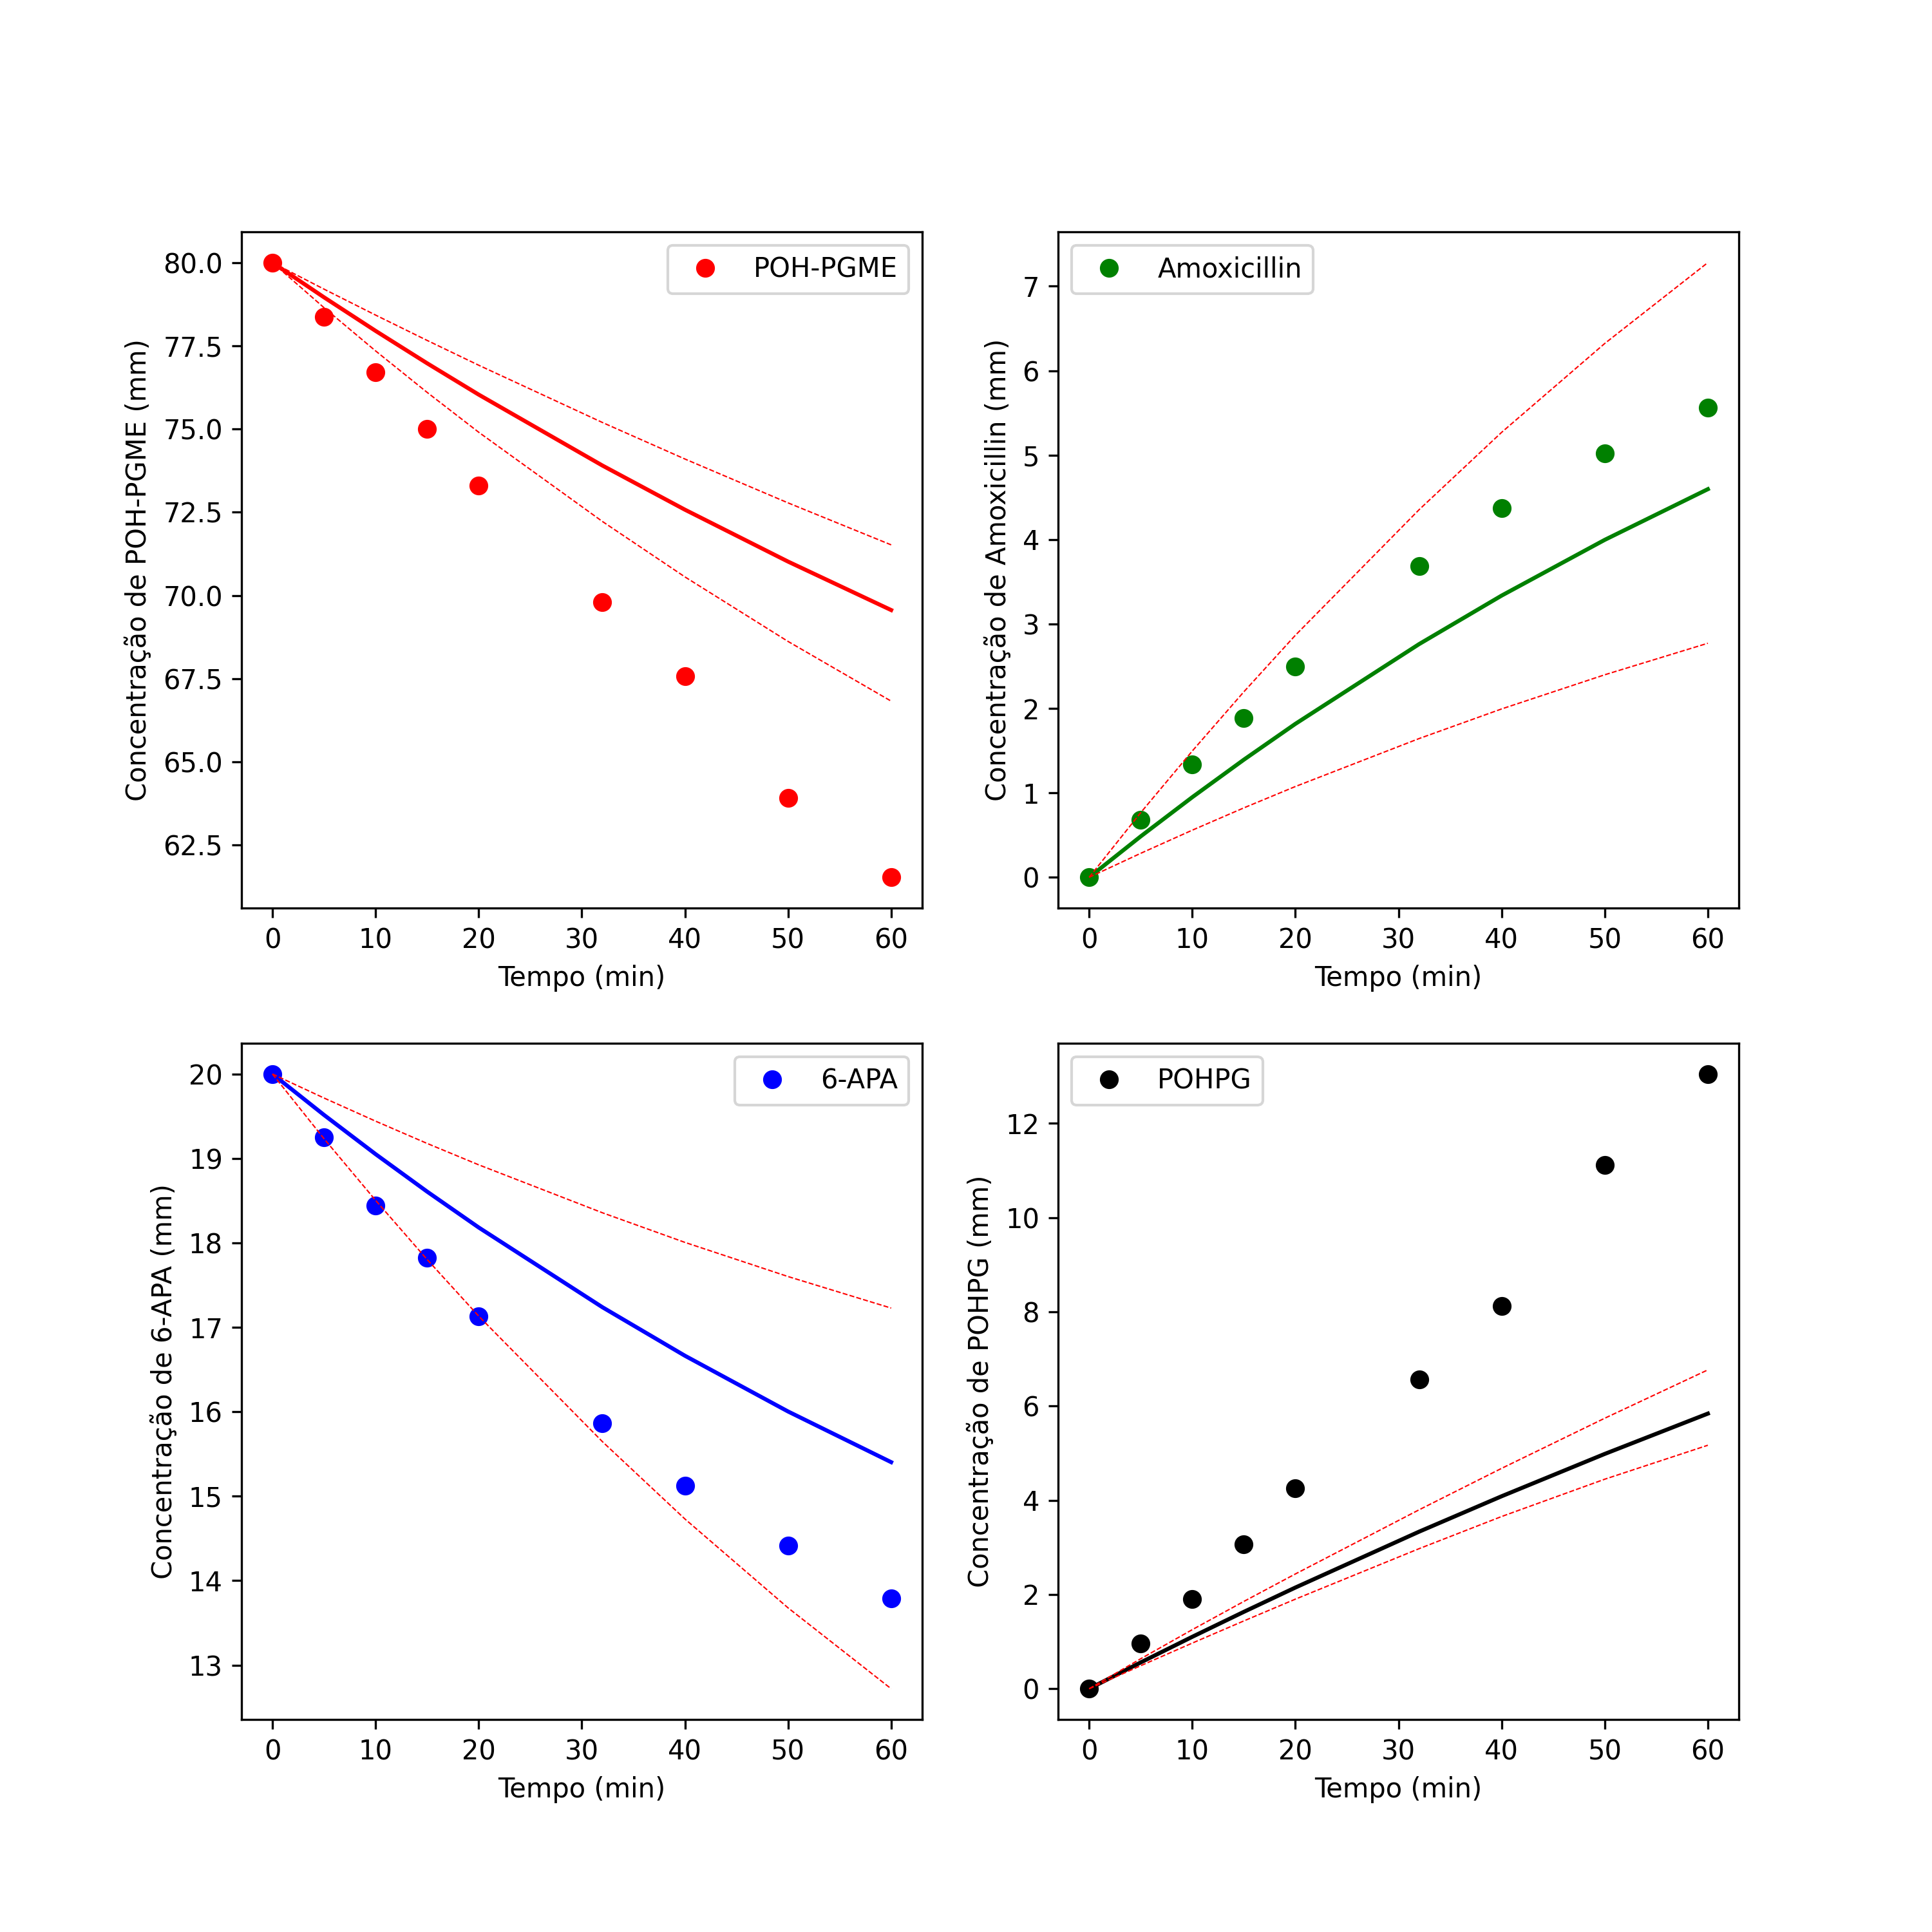 POH-PGME
80.0
77.5
75.0
72.5
70.0
67.5
65.0
62.5
Concentração de POH-PGME (mm)
0 10 20 30 40 50 60
Tempo (min)
Amoxicillin
7
6
5
4
3
2
1
0
Concentração de Amoxicillin (mm)
0 10 20 30 40 50 60
Tempo (min)
6-APA
20
19
18
17
16
15
14
13
Concentração de 6-APA (mm)
0 10 20 30 40 50 60
Tempo (min)
POHPG
12
10
8
6
4
2
0
Concentração de POHPG (mm)
0 10 20 30 40 50 60
Tempo (min)